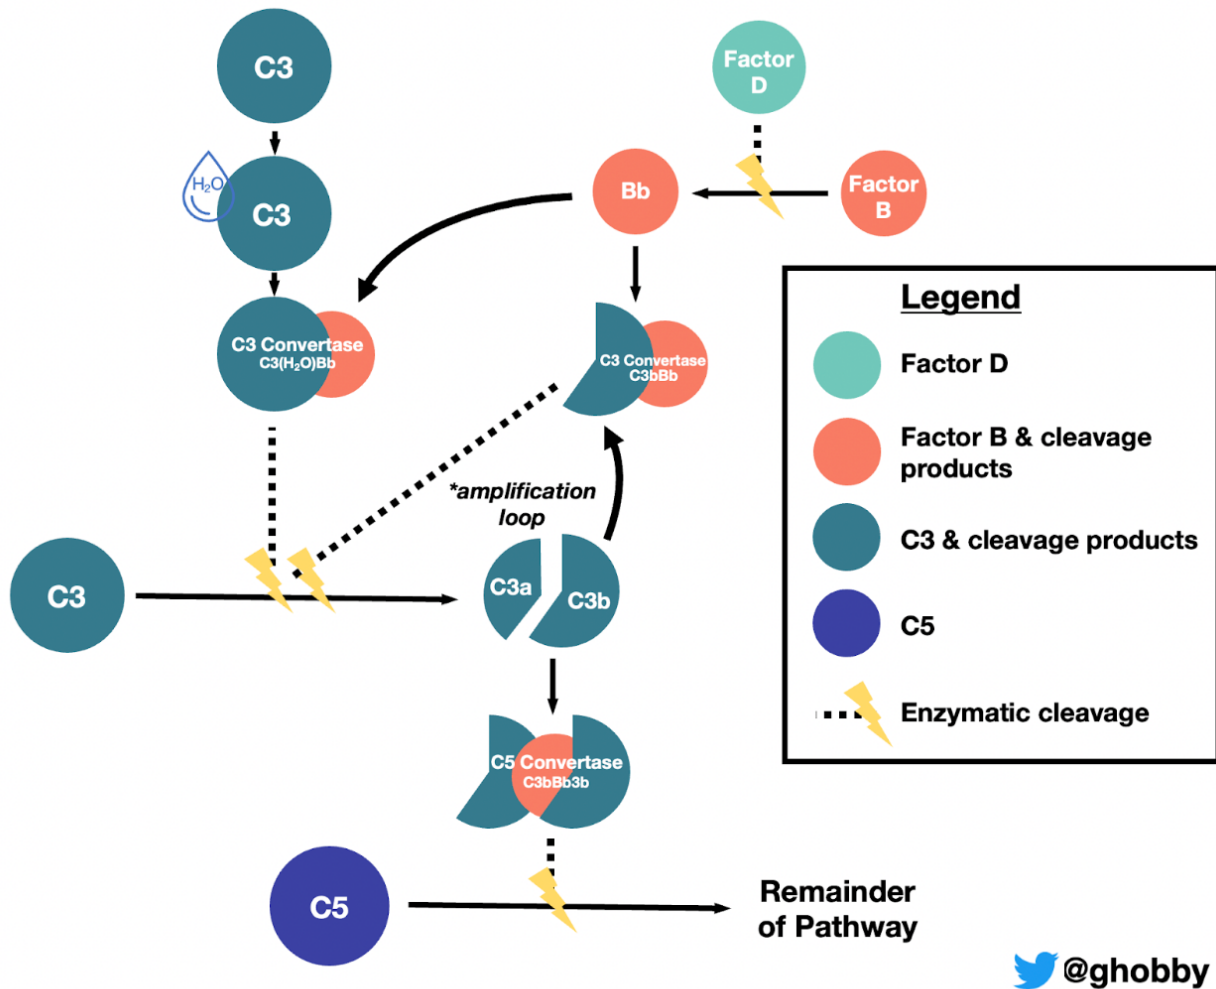 C3
Factor
D
H₂O
C3
Bb
Factor
B
C3 Convertase
C3(H₂O)Bb
C3 Convertase
C3bBb
Legend
Factor D
Factor B & cleavage
products
C3 & cleavage products
C5
Enzymatic cleavage
*amplification
loop
C3
C3a
C3b
C5 Convertase
C3bBb3b
C5
Remainder
of Pathway
@ghobby